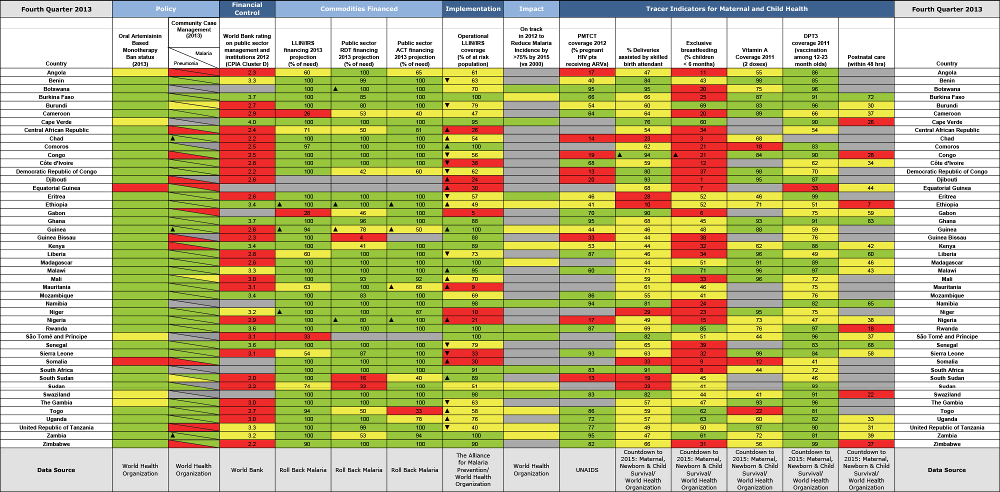 Fourth Quarter 2013 Policy Financial Control Commodities Financed Implementation Impact Tracer Indicators for Maternal and Child Health Fourth Quarter 2013
Country
Oral Artemisinin Based Monotherapy Ban status (2013)
Community Case Management (2013)
Malaria
Pneumonia
World Bank rating on public sector management and institutions 2012 (CPIA Cluster D)
LLIN/IRS financing 2013 projection (% of need)
Public sector RDT financing 2013 projection (% of need)
Public sector ACT financing 2013 projection (% of need)
Operational LLIN/IRS coverage (% of at risk population)
On track in 2012 to Reduce Malaria Incidence by >75% by 2015 (vs 2000)
PMTCT coverage 2012 (% pregnant HIV pts receiving ARVs)
% Deliveries assisted by skilled birth attendant
Exclusive breastfeeding (% children < 6 months)
Vitamin A Coverage 2011 (2 doses)
DPT3 coverage 2011 (vaccination among 12-23 month olds)
Postnatal care (within 48 hrs)
Country
Angola 2.3 60 100 65 61 17 47 11 55 86 Angola
Benin 3.3 100 99 100 ▼ 63 40 84 43 98 85 Benin
Botswana 100 ▲ 100 100 70 95 95 20 75 96 Botswana
Burkina Faso 3.7 100 85 100 100 66 66 25 87 91 72 Burkina Faso
Burundi 2.7 100 80 100 ▼ 79 54 60 69 83 96 30 Burundi
Cameroon 2.9 26 53 40 47 64 64 20 89 66 37 Cameroon
Cape Verde 4.0 100 100 100 95 76 60 90 26 Cape Verde
Central African Republic 2.4 71 50 81 ▲ 26 54 34 54 Central African Republic
Chad ▲ 2.2 100 100 100 ▲ 54 14 23 3 68 Chad
Comoros 2.5 97 100 100 ▲ 100 62 21 18 83 Comoros
Congo 2.5 100 100 100 ▼ 56 19 ▲ 94 ▲ 21 84 90 28 Congo
Côte d'Ivoire 2.8 100 100 100 ▼ 38 68 59 12 62 34 Côte d'Ivoire
Democratic Republic of Congo 2.2 100 42 60 ▼ 62 13 80 37 98 70 Democratic Republic of Congo
Djibouti 2.6 ▲ 24 20 93 1 95 87 Djibouti
Equatorial Guinea ▲ 30 68 7 33 44 Equatorial Guinea
Eritrea 2.6 100 100 100 ▼ 57 46 28 52 46 99 Eritrea
Ethiopia 3.4 ▲ 100 ▲ 100 ▲ 100 ▲ 49 41 10 52 71 51 7 Ethiopia
Gabon 28 46 100 5 70 90 6 75 59 Gabon
Ghana 3.7 100 96 100 88 95 68 45 93 91 83 Ghana
Guinea ▲ 2.6 ▲ 94 ▲ 78 ▲ 50 ▲ 100 44 46 48 88 59 Guinea
Guinea Bissau 2.3 100 4 88 33 44 38 76 Guinea Bissau
Kenya 3.4 100 41 100 89 53 44 32 62 88 42 Kenya
Liberia 2.8 60 100 100 ▼ 73 87 46 34 96 49 60 Liberia
Madagascar 2.6 100 100 100 100 44 51 91 89 46 Madagascar
Malawi 3.3 100 100 100 ▲ 95 60 71 71 96 97 43 Malawi
Mali 3.0 100 93 92 ▲ 70 59 33 96 72 Mali
Mauritania 3.1 63 100 ▲ 68 ▲ 9 61 46 75 Mauritania
Mozambique 3.4 100 83 100 69 86 55 41 76 Mozambique
Namibia 100 100 100 98 94 81 24 82 65 Namibia
Niger 3.2 ▲ 100 100 87 10 29 23 95 75 Niger
Nigeria 2.9 100 ▲ 80 ▲ 100 ▲ 21 17 49 15 73 47 38 Nigeria
Rwanda 3.6 100 100 100 100 87 69 85 76 97 18 Rwanda
São Tomé and Príncipe 3.1 33 100 82 51 44 96 37 São Tomé and Príncipe
Senegal 3.6 100 100 100 ▼ 79 65 39 83 68 Senegal
Sierra Leone 3.1 54 87 100 ▼ 33 93 63 32 99 84 58 Sierra Leone
Somalia 100 100 100 ▲ 30 33 9 12 41 Somalia
South Africa 100 100 100 91 83 91 8 44 72 South Africa
South Sudan 2.0 100 16 40 ▲ 89 13 19 45 46 South Sudan
Sudan 2.2 74 33 100 51 23 41 93 Sudan
Swaziland 100 100 100 98 83 82 44 41 91 22 Swaziland
The Gambia 3.0 100 100 100 ▼ 63 57 47 93 96 The Gambia
Togo 2.7 94 50 33 ▲ 58 86 59 62 22 81 Togo
Uganda 3.0 100 100 78 ▲ 76 72 57 63 60 82 33 Uganda
United Republic of Tanzania 3.3 100 99 100 ▼ 40 77 49 50 97 90 31 United Republic of Tanzania
Zambia ▲ 3.2 100 53 94 100 95 47 61 72 81 39 Zambia
Zimbabwe 2.2 90 100 100 90 82 66 31 56 99 27 Zimbabwe
Data Source
World Health Organization
World Health Organization
World Bank
Roll Back Malaria
Roll Back Malaria
Roll Back Malaria
The Alliance for Malaria Prevention/ World Health Organization
World Health Organization
UNAIDS
Countdown to 2015: Maternal, Newborn & Child Survival/ World Health Organization
Countdown to 2015: Maternal, Newborn & Child Survival/ World Health Organization
Countdown to 2015: Maternal, Newborn & Child Survival/ World Health Organization
Countdown to 2015: Maternal, Newborn & Child Survival/ World Health Organization
Countdown to 2015: Maternal, Newborn & Child Survival/ World Health Organization
Data Source